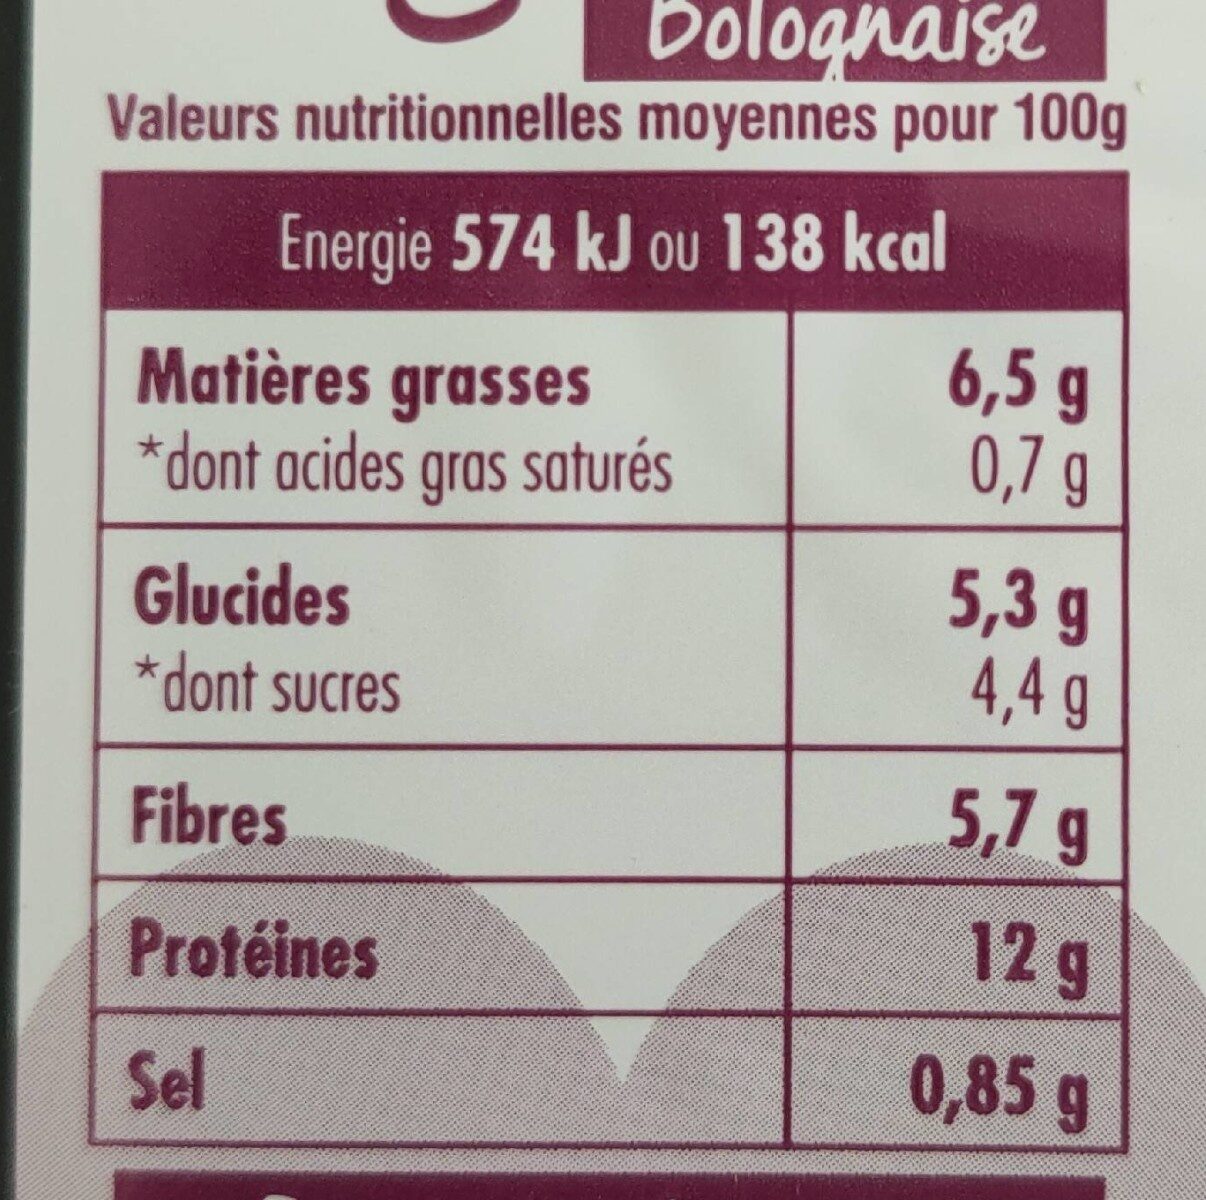 Bolognaise
Valeurs nutritionnelles moyennes pour 100g
Energie 574 kJ ou 138 kcal
Matières grasses 6,5 g
*dont acides gras saturés 0,7 g
Glucides 5,3 g
*dont sucres 4,4 g
Fibres 5,7 g
Protéines 12 g
Sel 0,85 g